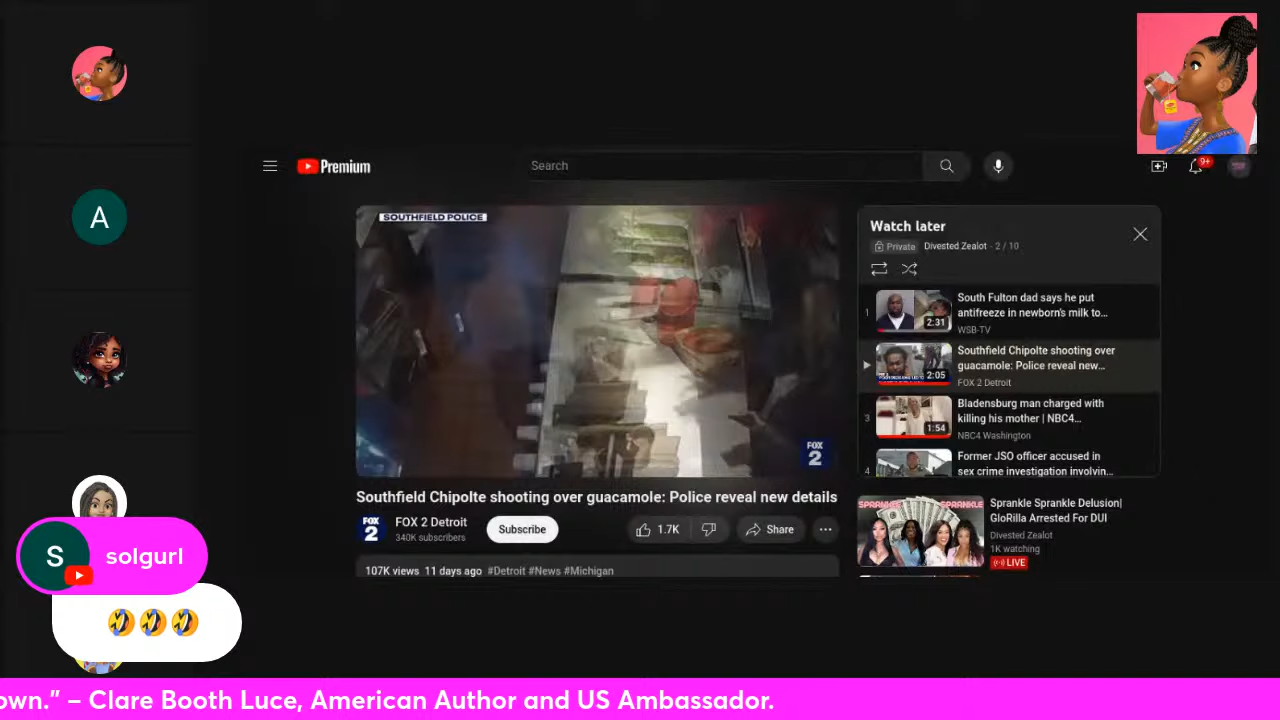 Premium
Search
9+
SOUTHFIELD POLICE
FOX
2
Southfield Chipolte shooting over guacamole: Police reveal new details
FOX
2
FOX 2 Detroit
340K subscribers
Subscribe
1.7K
Share
107K views 11 days ago #Detroit #News #Michigan
Watch later
Private Divested Zealot - 2 / 10
1
2:31
South Fulton dad says he put
antifreeze in newborn's milk to...
WSB-TV
2:05
Southfield Chipolte shooting over
guacamole: Police reveal new...
FOX 2 Detroit
3
1:54
Bladensburg man charged with
killing his mother | NBC4...
NBC4 Washington
4
Former JSO officer accused in
sex crime investigation involvin...
SPRANKLE SPRANKLE
Sprankle Sprankle Delusion|
GloRilla Arrested For DUI
Divested Zealot
1K watching
LIVE
A
S
solgurl
🤣🤣🤣
own." – Clare Booth Luce, American Author and US Ambassador.